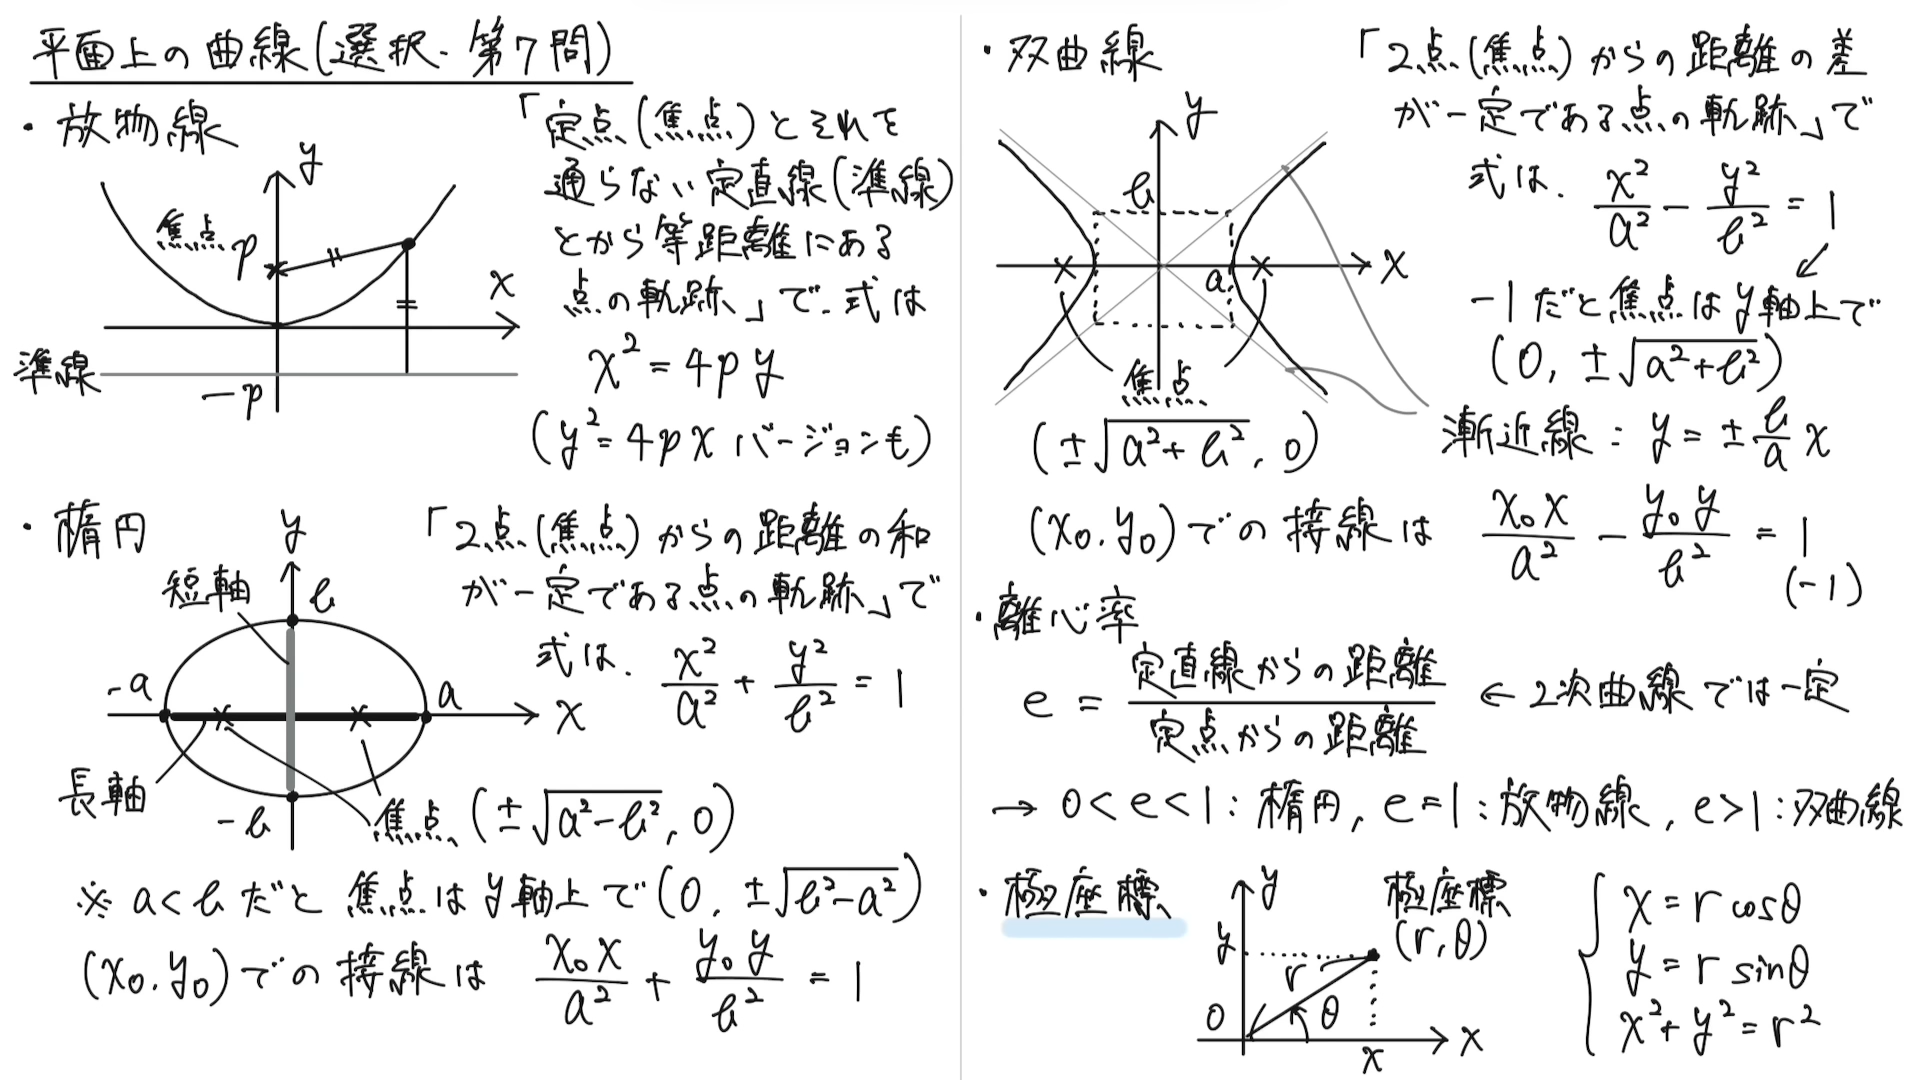 平面上の曲線(選択・第7問)
・放物線
「定点(焦点)とそれを
通らない定直線(準線)
とから等距離にある
点の軌跡」で、式は
x² = 4py
(y² = 4px バージョンも)
y
焦点 p
x
準線
-p
・楕円
「2点(焦点)からの距離の和
が一定である点の軌跡」で
式は、 x²/a² + y²/b² = 1
y
短軸 b
-a a x
長軸
-b
焦点 (±√(a²-b²), 0)
※ a<b だと 焦点は y軸上で (0, ±√(b²-a²))
(x₀, y₀) での 接線は x₀x/a² + y₀y/b² = 1
・双曲線
「2点(焦点)からの距離の差
が一定である点の軌跡」で
式は、 x²/a² - y²/b² = 1
-1 だと 焦点は y軸上で
(0, ±√(a²+b²))
漸近線: y = ± b/a x
y
b
a x
焦点
(±√(a²+b²), 0)
(x₀, y₀) での 接線は x₀x/a² - y₀y/b² = 1
(-1)
・離心率
e = 定直線からの距離/定点からの距離 ← 2次曲線では一定
→ 0<e<1: 楕円, e=1: 放物線, e>1: 双曲線
・極座標
y
極座標
(r, θ)
y
r
θ
0
x
x
x = r cosθ
y = r sinθ
x² + y² = r²